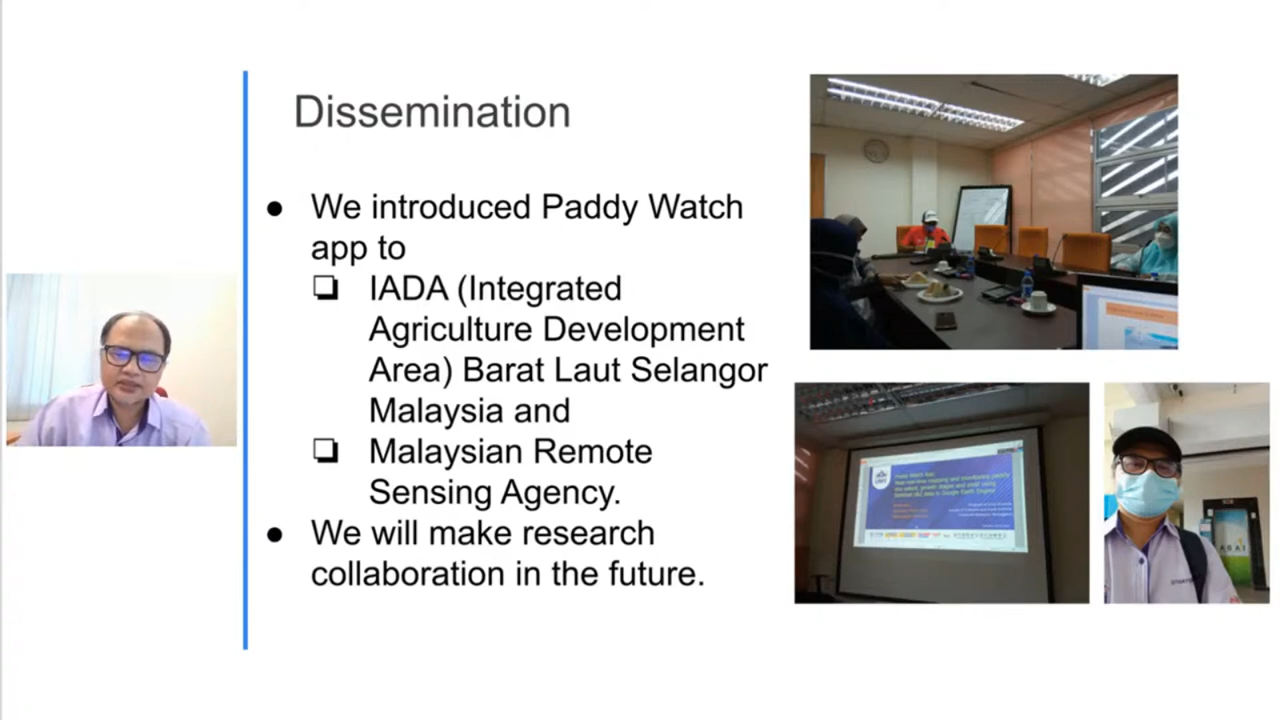 Dissemination
● We introduced Paddy Watch
app to
❏ IADA (Integrated
Agriculture Development
Area) Barat Laut Selangor
Malaysia and
❏ Malaysian Remote
Sensing Agency.
● We will make research
collaboration in the future.